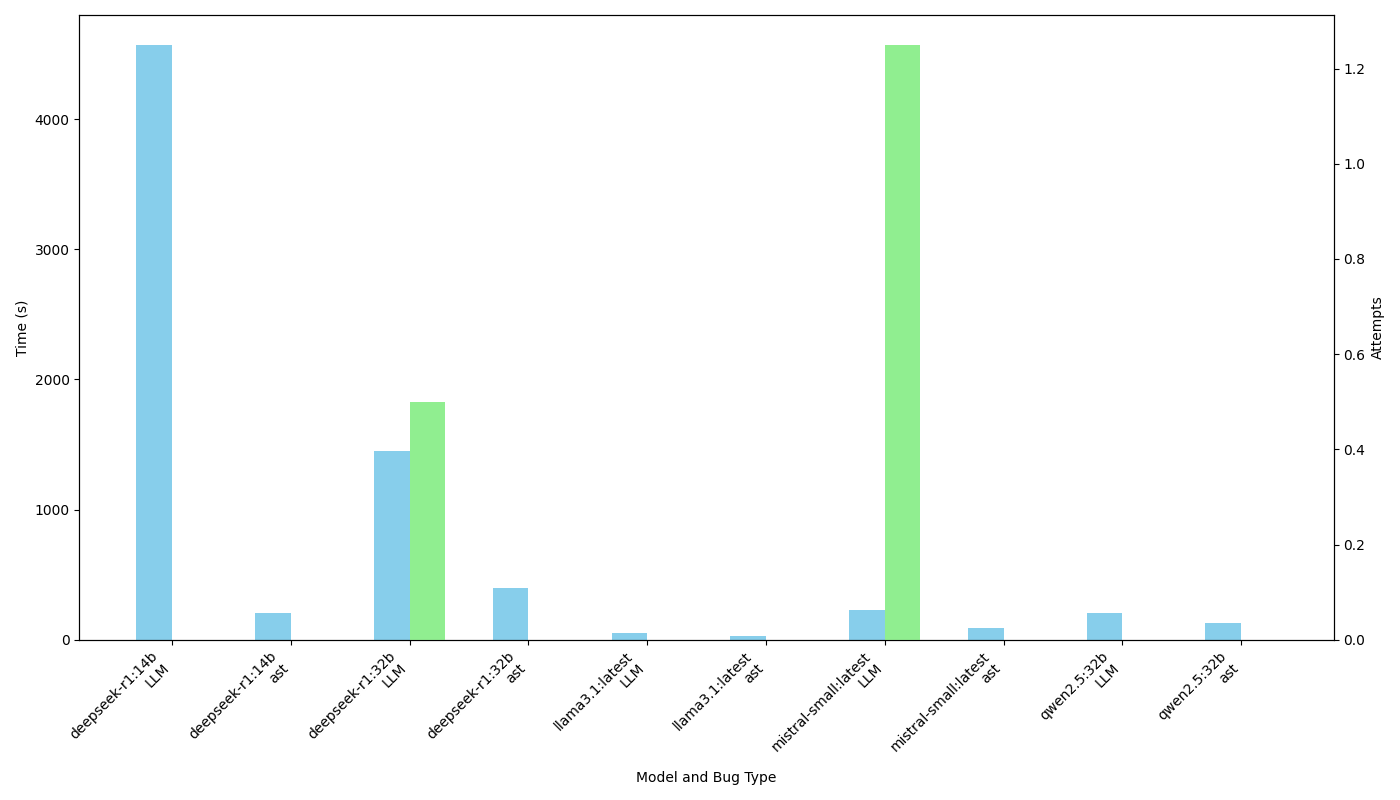 Time (s)
4000
3000
2000
1000
0
1.2
1.0
0.8
0.6
0.4
0.2
0.0
Attempts
deepseek-r1:14b
LLM
deepseek-r1:14b
ast
deepseek-r1:32b
LLM
deepseek-r1:32b
ast
llama3.1:latest
LLM
llama3.1:latest
ast
mistral-small:latest
LLM
mistral-small:latest
ast
qwen2.5:32b
LLM
qwen2.5:32b
ast
Model and Bug Type